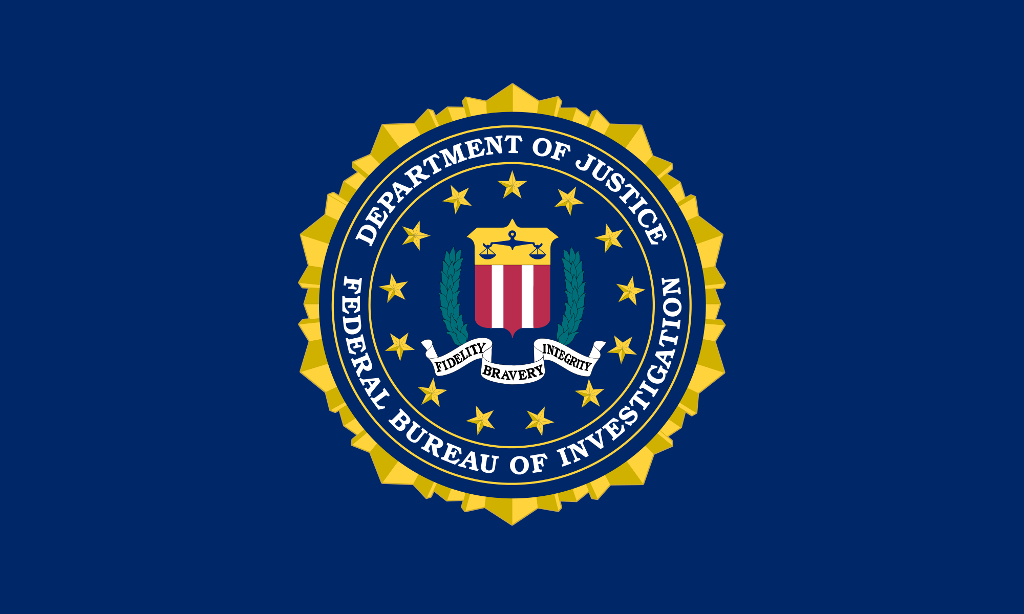 DEPARTMENT OF JUSTICE
FIDELITY
BRAVERY
INTEGRITY
FEDERAL BUREAU OF INVESTIGATION